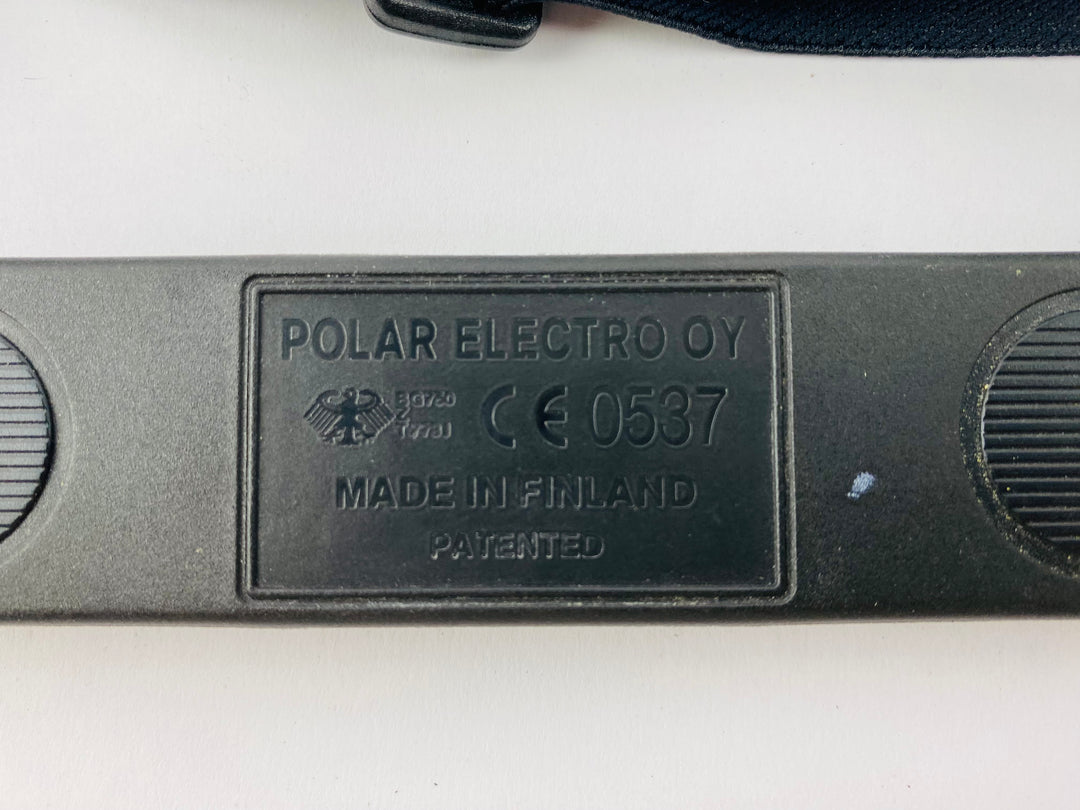 POLAR ELECTRO OY
CE 0537
MADE IN FINLAND
PATENTED